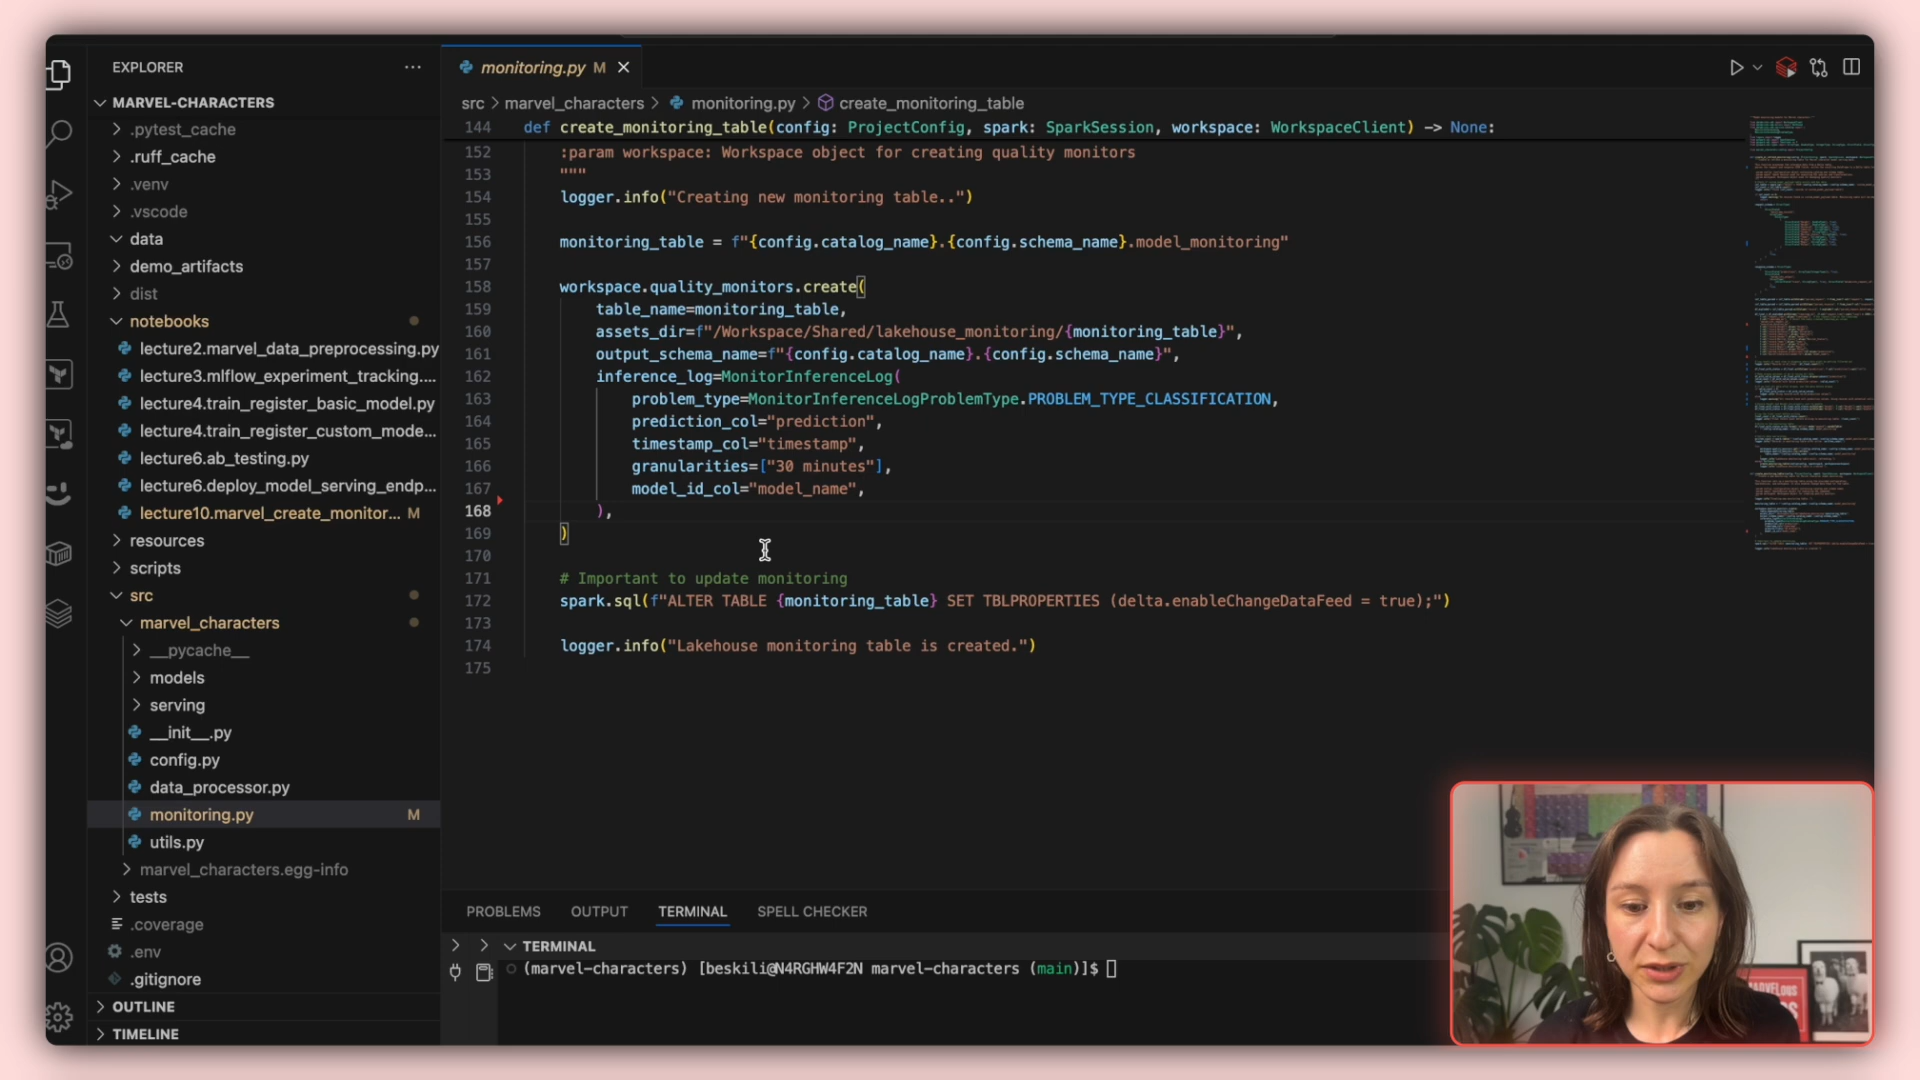 EXPLORER
MARVEL-CHARACTERS
.pytest_cache
.ruff_cache
.venv
.vscode
data
demo_artifacts
dist
notebooks
lecture2.marvel_data_preprocessing.py
lecture3.mlflow_experiment_tracking....
lecture4.train_register_basic_model.py
lecture4.train_register_custom_mode...
lecture6.ab_testing.py
lecture6.deploy_model_serving_endp...
lecture10.marvel_create_monitor... M
resources
scripts
src
marvel_characters
__pycache__
models
serving
__init__.py
config.py
data_processor.py
monitoring.py M
utils.py
marvel_characters.egg-info
tests
.coverage
.env
.gitignore
OUTLINE
TIMELINE
monitoring.py M
src > marvel_characters > monitoring.py > create_monitoring_table
144 def create_monitoring_table(config: ProjectConfig, spark: SparkSession, workspace: WorkspaceClient) -> None:
152 :param workspace: Workspace object for creating quality monitors
153 """
154 logger.info("Creating new monitoring table..")
155
156 monitoring_table = f"{config.catalog_name}.{config.schema_name}.model_monitoring"
157
158 workspace.quality_monitors.create(
159 table_name=monitoring_table,
160 assets_dir=f"/Workspace/Shared/lakehouse_monitoring/{monitoring_table}",
161 output_schema_name=f"{config.catalog_name}.{config.schema_name}",
162 inference_log=MonitorInferenceLog(
163 problem_type=MonitorInferenceLogProblemType.PROBLEM_TYPE_CLASSIFICATION,
164 prediction_col="prediction",
165 timestamp_col="timestamp",
166 granularities=["30 minutes"],
167 model_id_col="model_name",
168 ),
169 )
170
171 # Important to update monitoring
172 spark.sql(f"ALTER TABLE {monitoring_table} SET TBLPROPERTIES (delta.enableChangeDataFeed = true);")
173
174 logger.info("Lakehouse monitoring table is created.")
175
PROBLEMS OUTPUT TERMINAL SPELL CHECKER
TERMINAL
(marvel-characters) [beskili@N4RGHW4F2N marvel-characters (main)]$